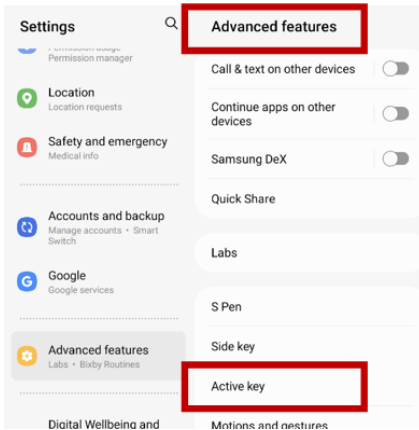 Settings
Permission manager
Location
Location requests
Safety and emergency
Medical info
Accounts and backup
Manage accounts • Smart
Switch
Google
Google services
Advanced features
Labs • Bixby Routines
Digital Wellbeing and
Advanced features
Call & text on other devices
Continue apps on other
devices
Samsung DeX
Quick Share
Labs
S Pen
Side key
Active key
Motions and gestures